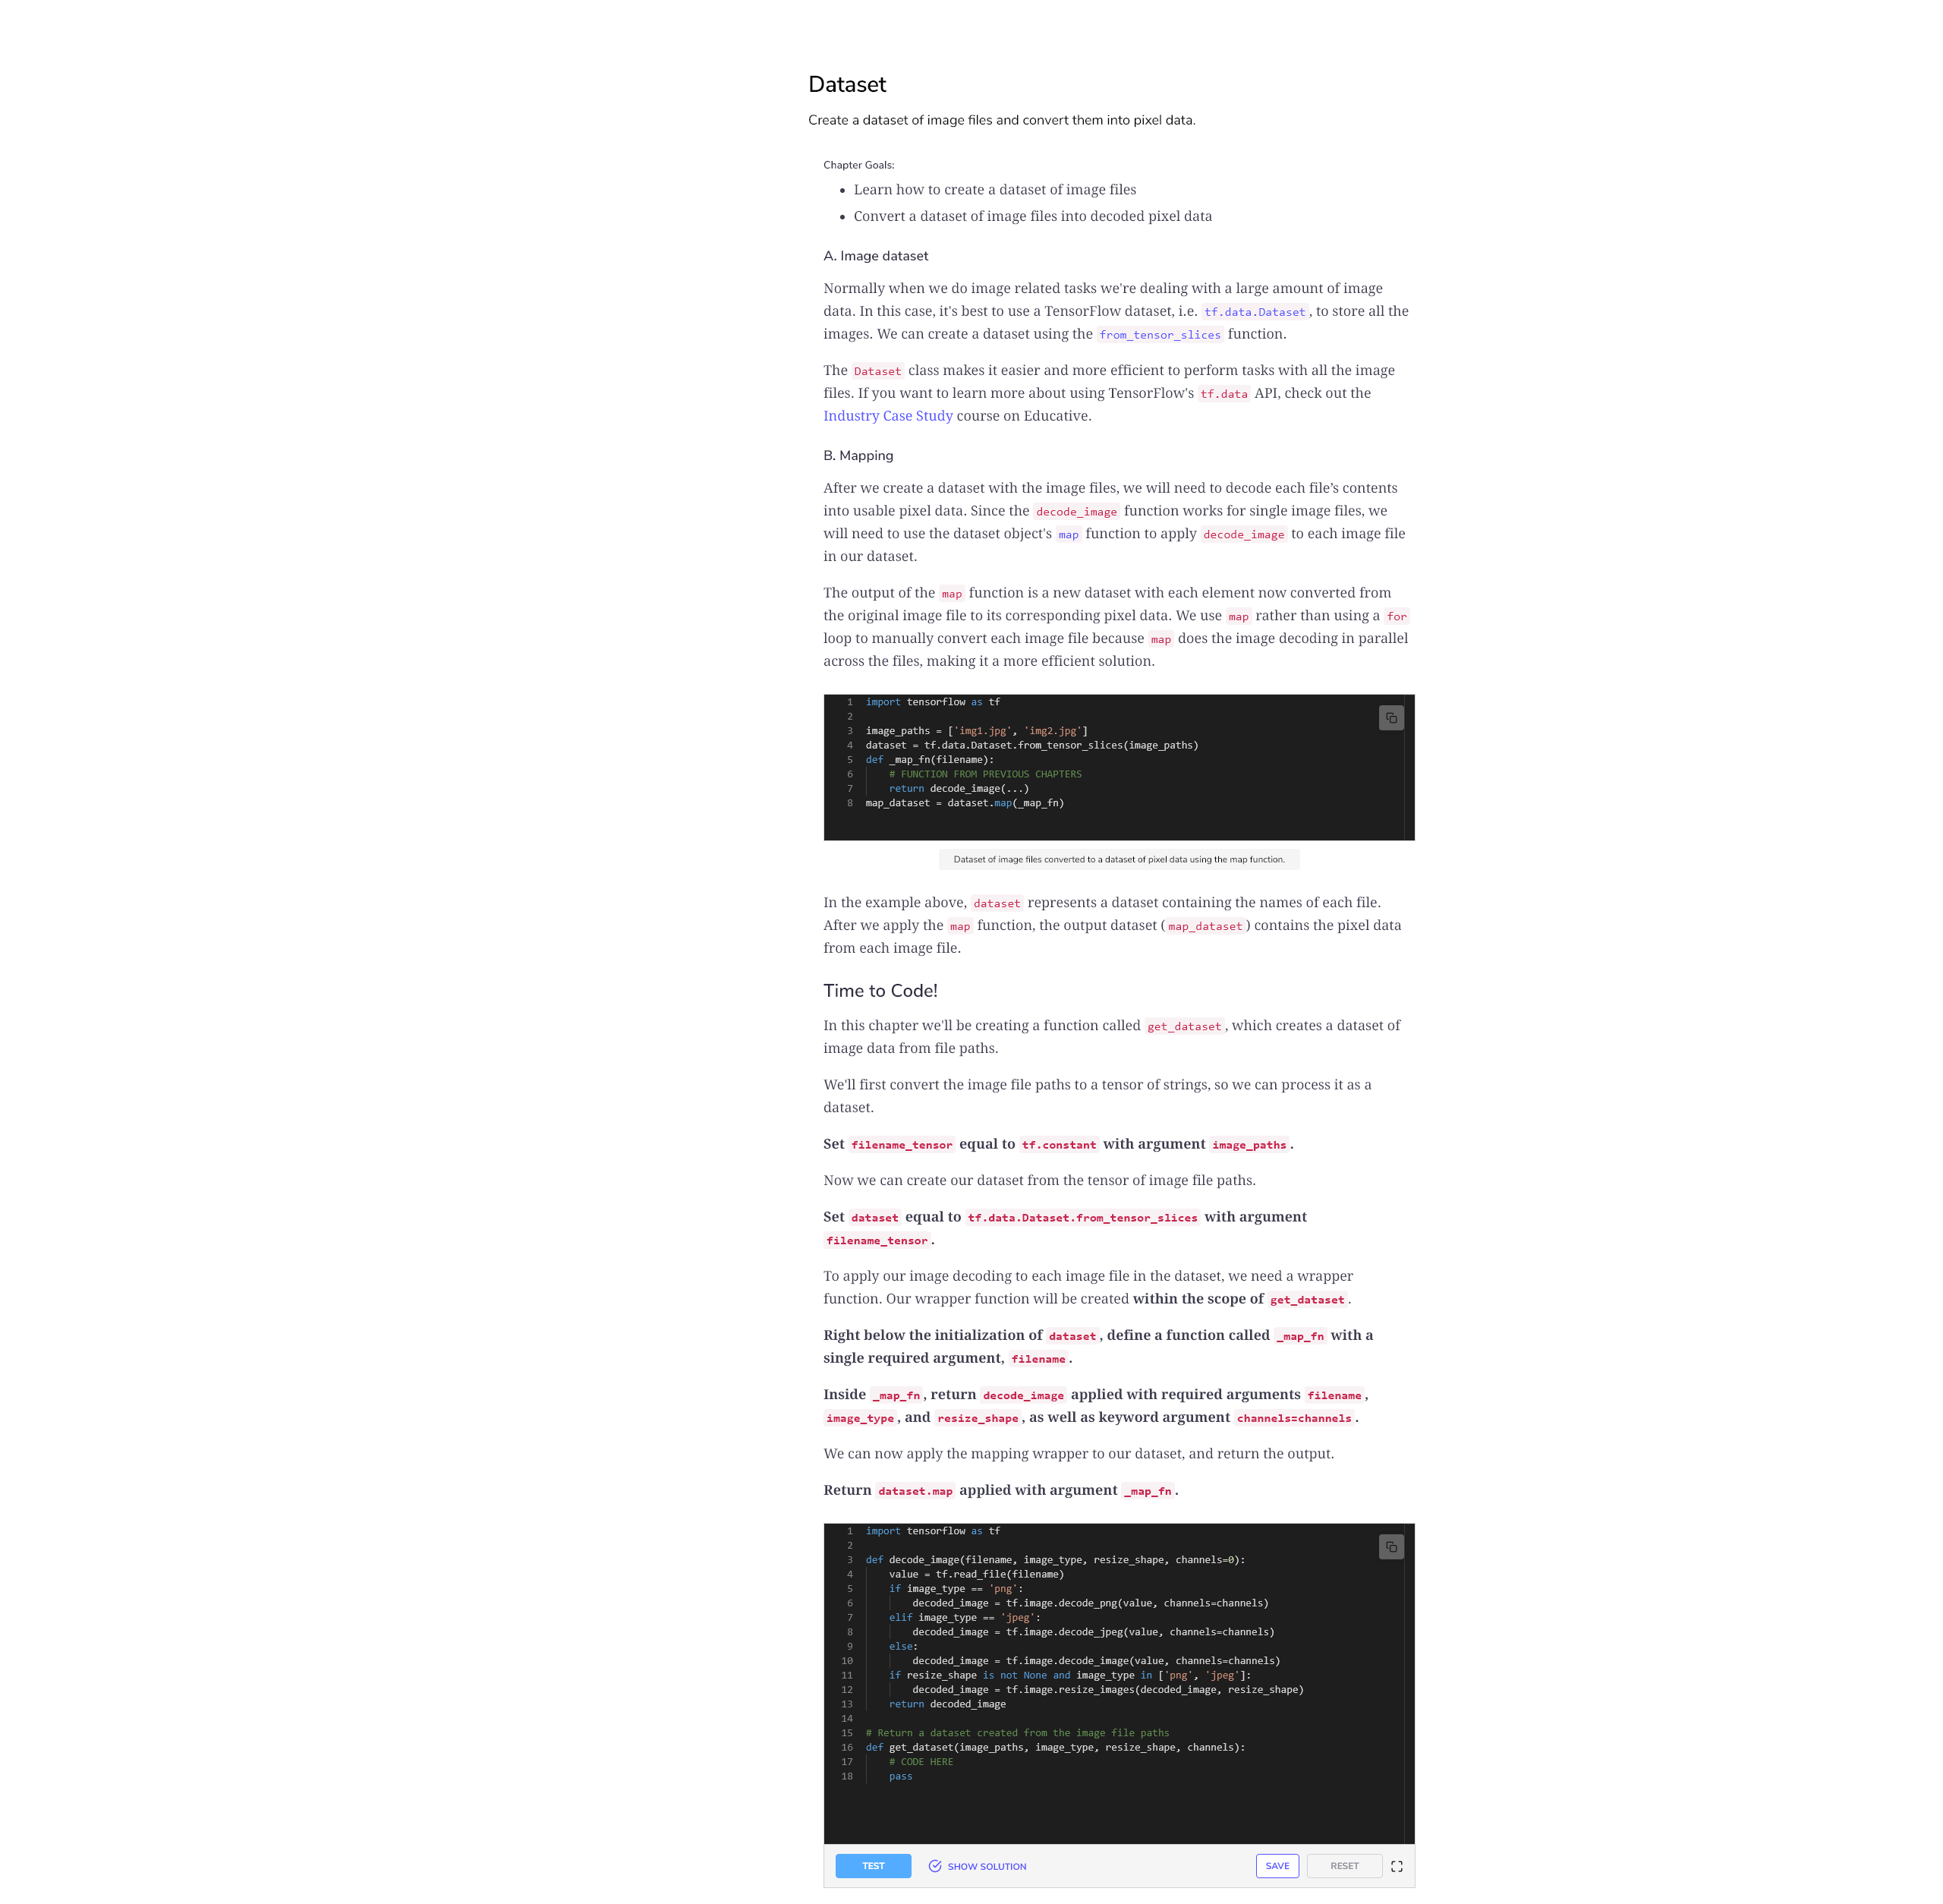 Dataset
Create a dataset of image files and convert them into pixel data.
Chapter Goals:
• Learn how to create a dataset of image files
• Convert a dataset of image files into decoded pixel data
A. Image dataset
Normally when we do image related tasks we're dealing with a large amount of image
data. In this case, it's best to use a TensorFlow dataset, i.e. tf.data.Dataset, to store all the
images. We can create a dataset using the from_tensor_slices function.
The Dataset class makes it easier and more efficient to perform tasks with all the image
files. If you want to learn more about using TensorFlow's tf.data API, check out the
Industry Case Study course on Educative.
B. Mapping
After we create a dataset with the image files, we will need to decode each file’s contents
into usable pixel data. Since the decode_image function works for single image files, we
will need to use the dataset object's map function to apply decode_image to each image file
in our dataset.
The output of the map function is a new dataset with each element now converted from
the original image file to its corresponding pixel data. We use map rather than using a for
loop to manually convert each image file because map does the image decoding in parallel
across the files, making it a more efficient solution.
1 import tensorflow as tf
2
3 image_paths = ['img1.jpg', 'img2.jpg']
4 dataset = tf.data.Dataset.from_tensor_slices(image_paths)
5 def _map_fn(filename):
6     # FUNCTION FROM PREVIOUS CHAPTERS
7     return decode_image(...)
8 map_dataset = dataset.map(_map_fn)
Dataset of image files converted to a dataset of pixel data using the map function.
In the example above, dataset represents a dataset containing the names of each file.
After we apply the map function, the output dataset (map_dataset) contains the pixel data
from each image file.
Time to Code!
In this chapter we'll be creating a function called get_dataset, which creates a dataset of
image data from file paths.
We'll first convert the image file paths to a tensor of strings, so we can process it as a
dataset.
Set filename_tensor equal to tf.constant with argument image_paths.
Now we can create our dataset from the tensor of image file paths.
Set dataset equal to tf.data.Dataset.from_tensor_slices with argument
filename_tensor.
To apply our image decoding to each image file in the dataset, we need a wrapper
function. Our wrapper function will be created within the scope of get_dataset.
Right below the initialization of dataset, define a function called _map_fn with a
single required argument, filename.
Inside _map_fn, return decode_image applied with required arguments filename,
image_type, and resize_shape, as well as keyword argument channels=channels.
We can now apply the mapping wrapper to our dataset, and return the output.
Return dataset.map applied with argument _map_fn.
1 import tensorflow as tf
2
3 def decode_image(filename, image_type, resize_shape, channels=0):
4     value = tf.read_file(filename)
5     if image_type == 'png':
6         decoded_image = tf.image.decode_png(value, channels=channels)
7     elif image_type == 'jpeg':
8         decoded_image = tf.image.decode_jpeg(value, channels=channels)
9     else:
10         decoded_image = tf.image.decode_image(value, channels=channels)
11     if resize_shape is not None and image_type in ['png', 'jpeg']:
12         decoded_image = tf.image.resize_images(decoded_image, resize_shape)
13     return decoded_image
14
15 # Return a dataset created from the image file paths
16 def get_dataset(image_paths, image_type, resize_shape, channels):
17     # CODE HERE
18     pass
TEST SHOW SOLUTION SAVE RESET